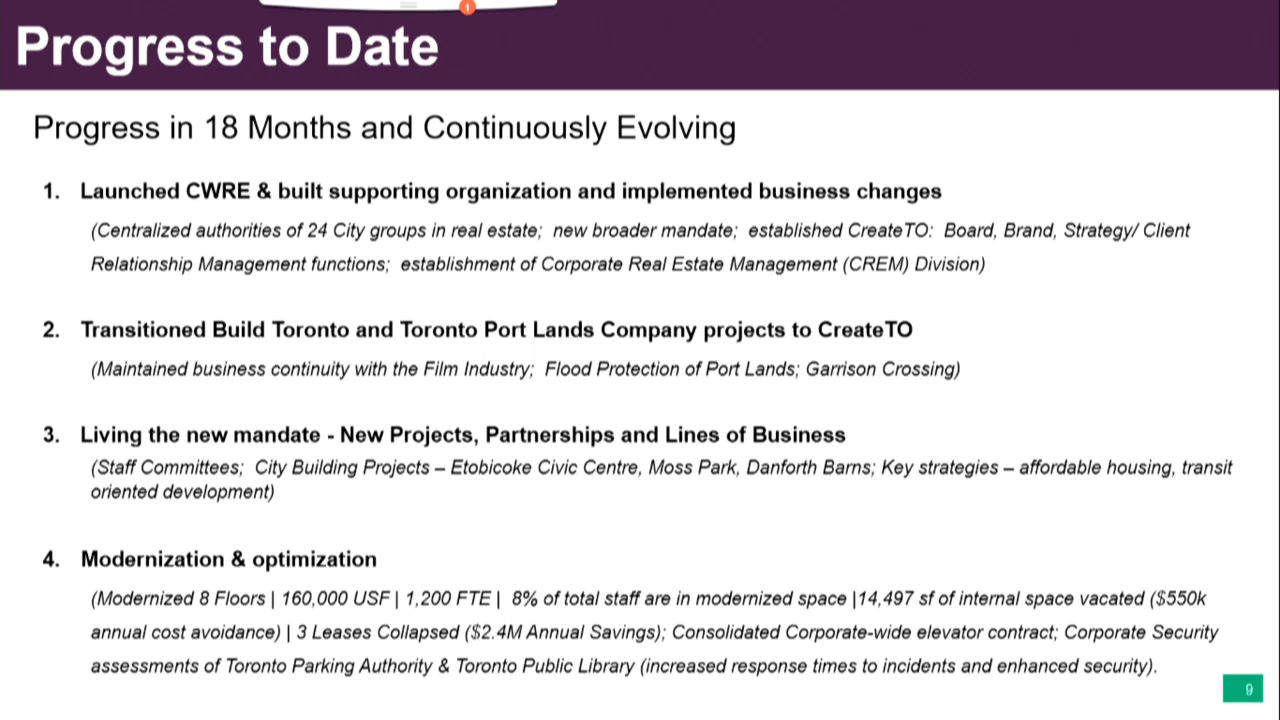 1
Progress to Date
Progress in 18 Months and Continuously Evolving
1. Launched CWRE & built supporting organization and implemented business changes
(Centralized authorities of 24 City groups in real estate; new broader mandate; established CreateTO: Board, Brand, Strategy/ Client
Relationship Management functions; establishment of Corporate Real Estate Management (CREM) Division)
2. Transitioned Build Toronto and Toronto Port Lands Company projects to CreateTO
(Maintained business continuity with the Film Industry; Flood Protection of Port Lands; Garrison Crossing)
3. Living the new mandate - New Projects, Partnerships and Lines of Business
(Staff Committees; City Building Projects – Etobicoke Civic Centre, Moss Park, Danforth Barns; Key strategies – affordable housing, transit
oriented development)
4. Modernization & optimization
(Modernized 8 Floors | 160,000 USF | 1,200 FTE | 8% of total staff are in modernized space |14,497 sf of internal space vacated ($550k
annual cost avoidance) | 3 Leases Collapsed ($2.4M Annual Savings); Consolidated Corporate-wide elevator contract; Corporate Security
assessments of Toronto Parking Authority & Toronto Public Library (increased response times to incidents and enhanced security).
9